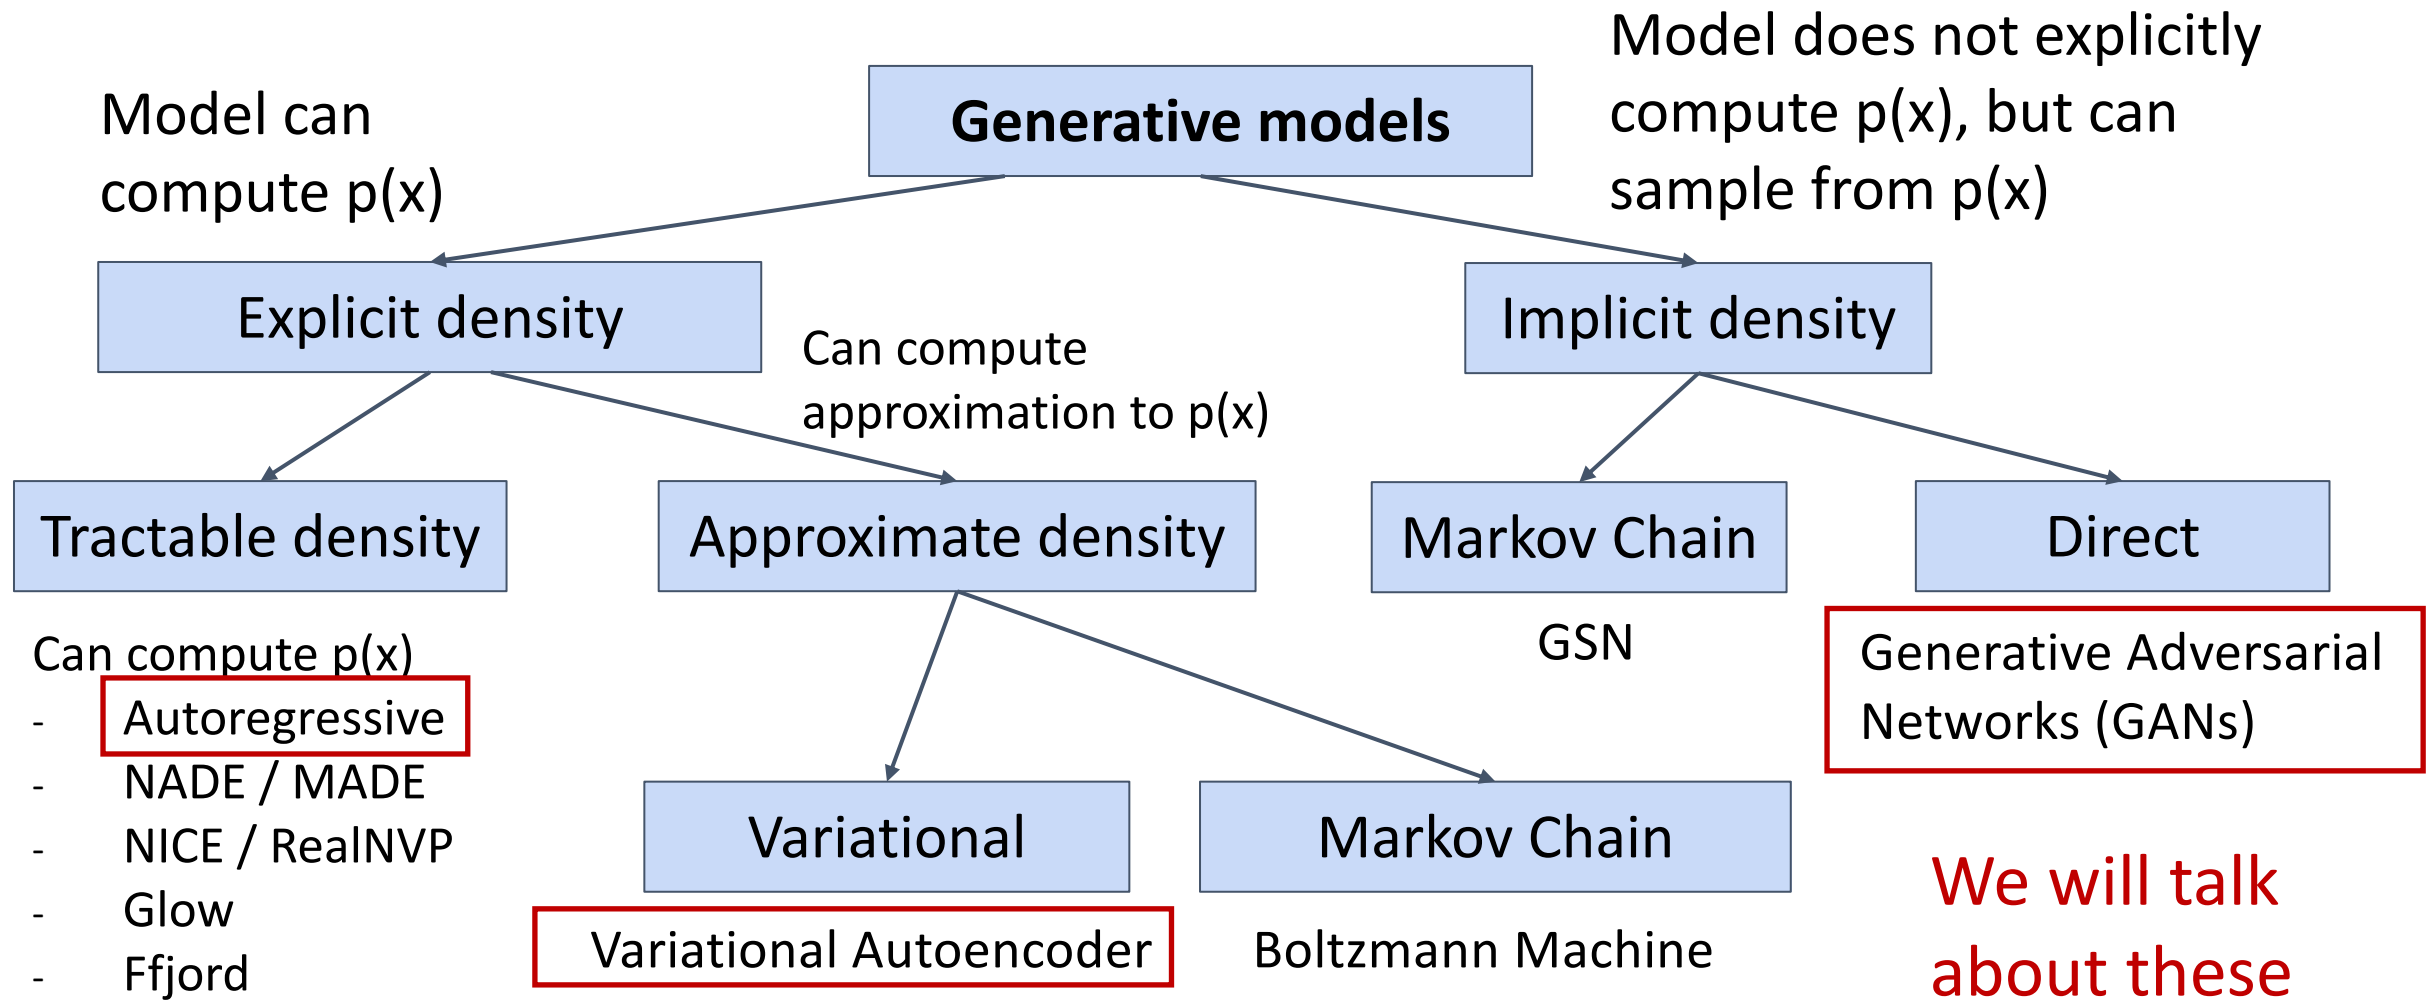 Generative models
Model can
compute p(x)
Model does not explicitly
compute p(x), but can
sample from p(x)
Explicit density
Implicit density
Can compute
approximation to p(x)
Tractable density
Approximate density
Markov Chain
Direct
Can compute p(x)
- Autoregressive
- NADE / MADE
- NICE / RealNVP
- Glow
- Ffjord
GSN
Generative Adversarial
Networks (GANs)
Variational
Markov Chain
Variational Autoencoder
Boltzmann Machine
We will talk
about these